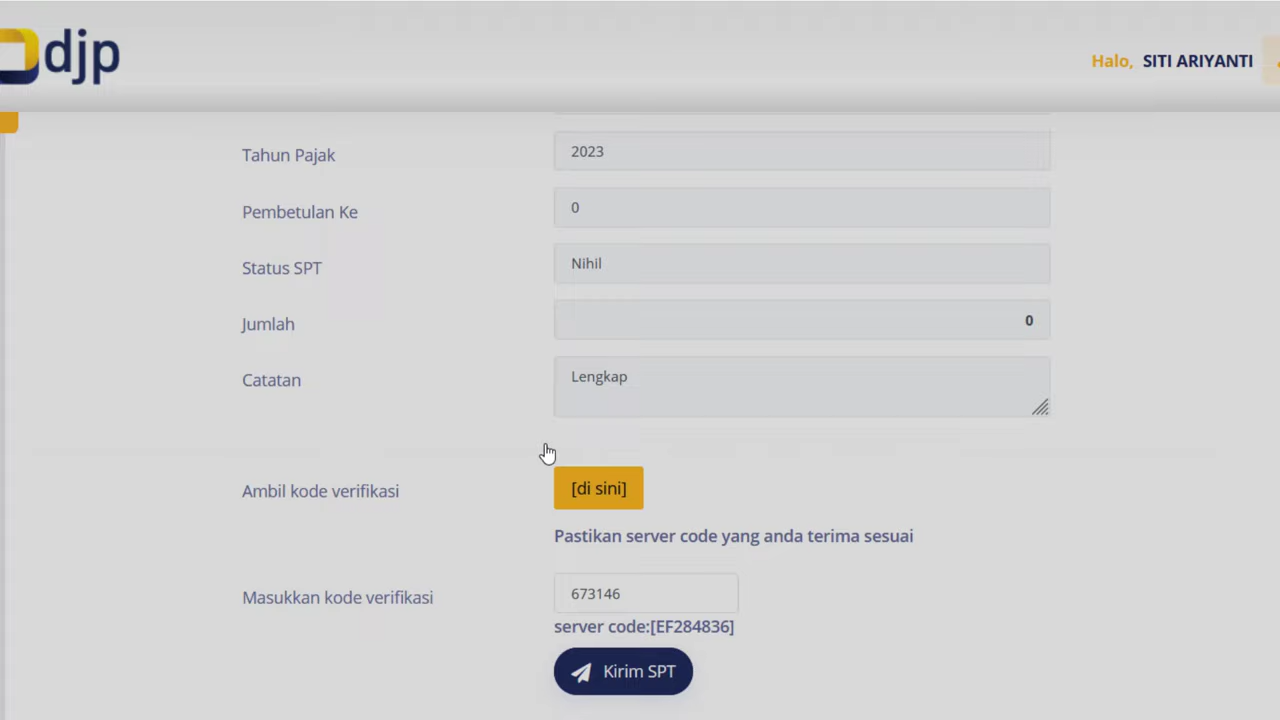 djp
Halo, SITI ARIYANTI
Tahun Pajak
2023
Pembetulan Ke
0
Status SPT
Nihil
Jumlah
0
Catatan
Lengkap
Ambil kode verifikasi
[di sini]
Pastikan server code yang anda terima sesuai
Masukkan kode verifikasi
673146
server code:[EF284836]
Kirim SPT